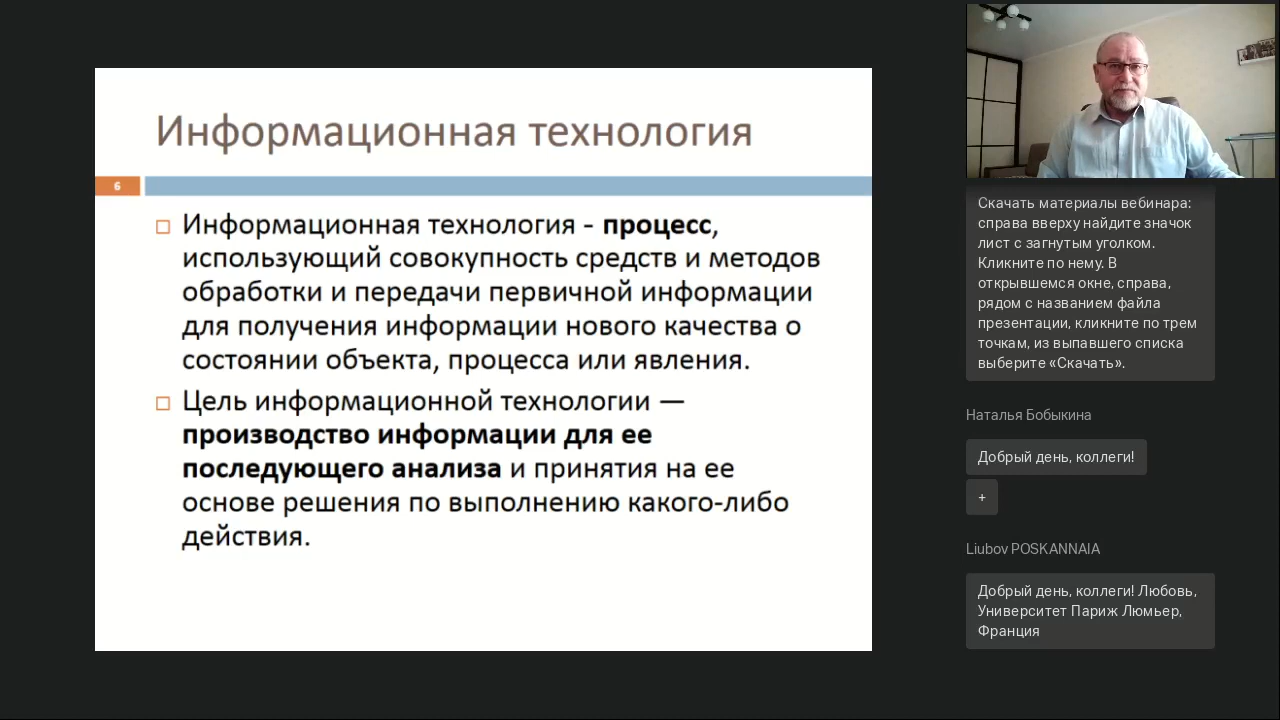 Информационная технология
6
Информационная технология - процесс,
использующий совокупность средств и методов
обработки и передачи первичной информации
для получения информации нового качества о
состоянии объекта, процесса или явления.
Цель информационной технологии —
производство информации для ее
последующего анализа и принятия на ее
основе решения по выполнению какого-либо
действия.
Скачать материалы вебинара:
справа вверху найдите значок
лист с загнутым уголком.
Кликните по нему. В
открывшемся окне, справа,
рядом с названием файла
презентации, кликните по трем
точкам, из выпавшего списка
выберите «Скачать».
Наталья Бобыкина
Добрый день, коллеги!
+
Liubov POSKANNAIA
Добрый день, коллеги! Любовь,
Университет Париж Люмьер,
Франция